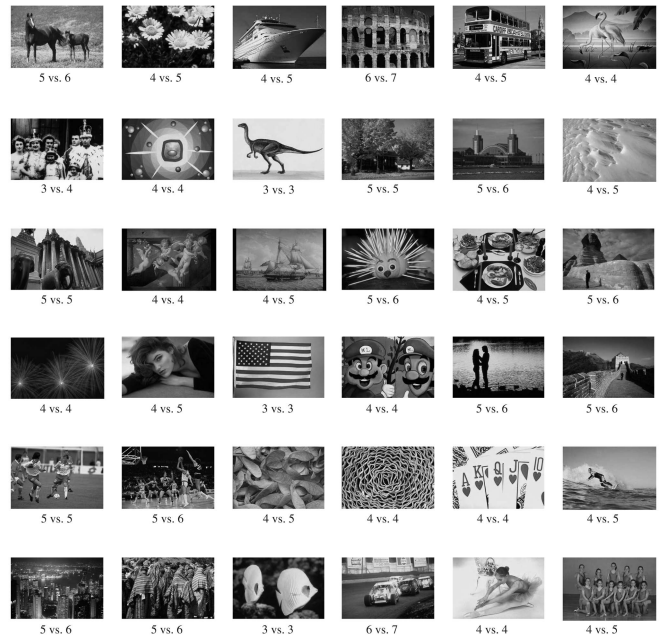 5 vs. 6 4 vs. 5 4 vs. 5 6 vs. 7 4 vs. 5 4 vs. 4
3 vs. 4 4 vs. 4 3 vs. 3 5 vs. 5 5 vs. 6 4 vs. 5
5 vs. 5 4 vs. 4 4 vs. 5 5 vs. 6 4 vs. 5 5 vs. 6
4 vs. 4 4 vs. 5 3 vs. 3 4 vs. 4 5 vs. 6 5 vs. 6
A K Q J 10
5 vs. 5 5 vs. 6 4 vs. 5 4 vs. 4 4 vs. 4 4 vs. 5
5 vs. 6 5 vs. 6 3 vs. 3 6 vs. 7 4 vs. 4 4 vs. 5